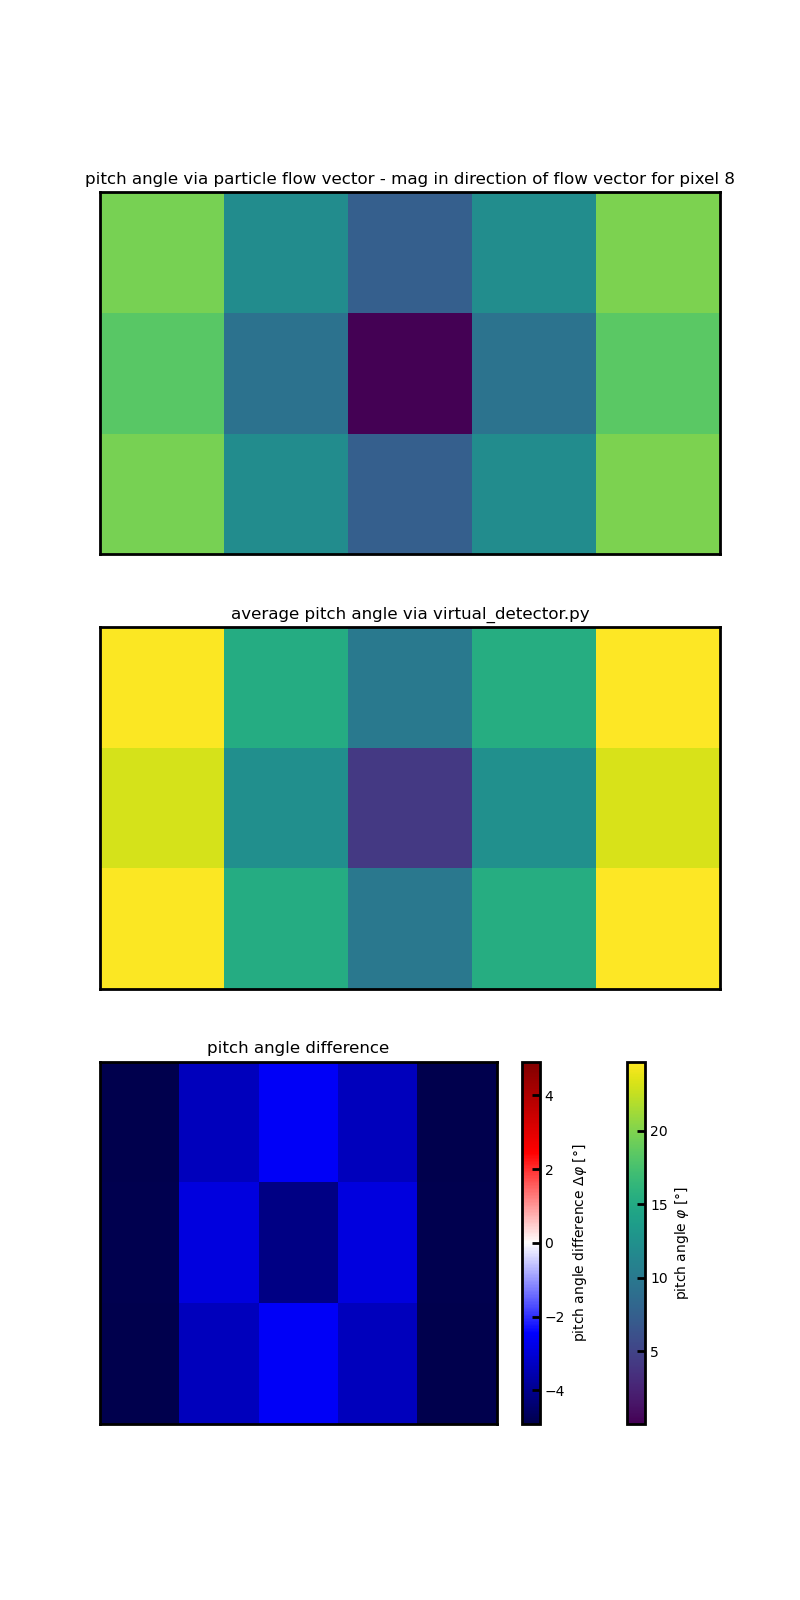 pitch angle via particle flow vector - mag in direction of flow vector for pixel 8
average pitch angle via virtual_detector.py
pitch angle difference
4
2
0
−2
−4
pitch angle difference Δφ [°]
20
15
10
5
pitch angle φ [°]